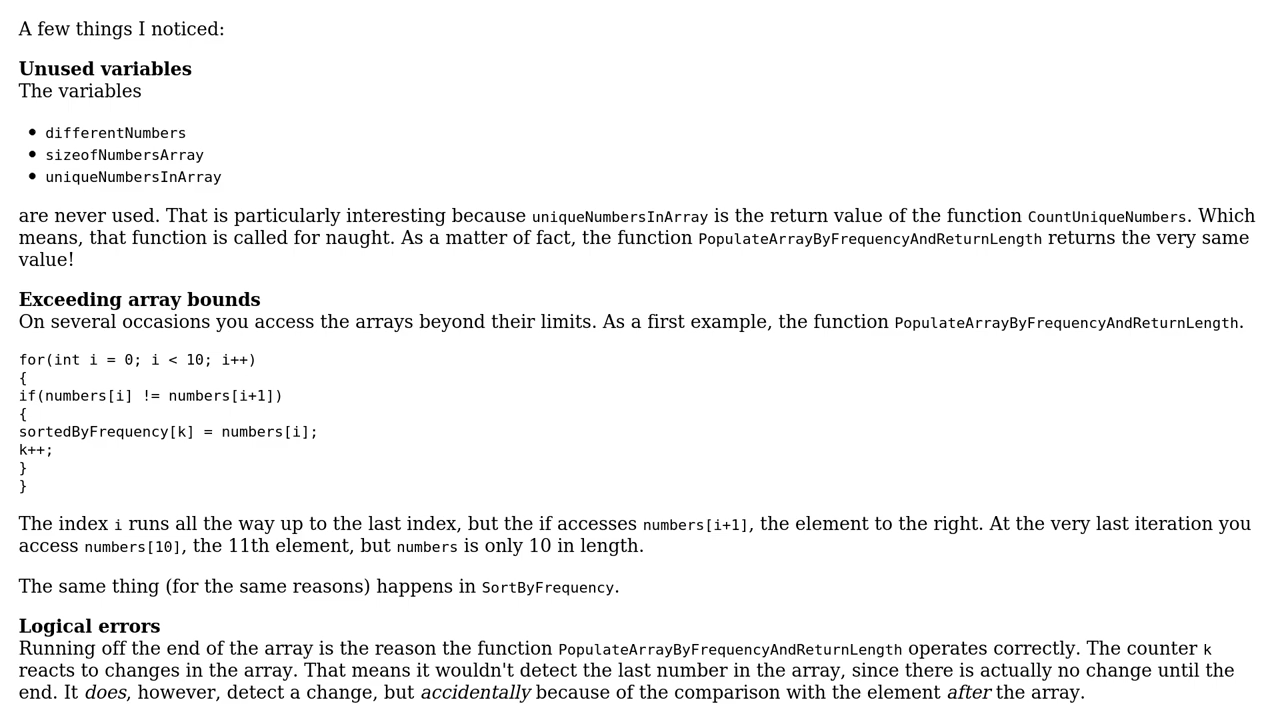 A few things I noticed:
Unused variables
The variables
• differentNumbers
• sizeofNumbersArray
• uniqueNumbersInArray
are never used. That is particularly interesting because uniqueNumbersInArray is the return value of the function CountUniqueNumbers. Which
means, that function is called for naught. As a matter of fact, the function PopulateArrayByFrequencyAndReturnLength returns the very same
value!
Exceeding array bounds
On several occasions you access the arrays beyond their limits. As a first example, the function PopulateArrayByFrequencyAndReturnLength.
for(int i = 0; i < 10; i++)
{
if(numbers[i] != numbers[i+1])
{
sortedByFrequency[k] = numbers[i];
k++;
}
}
The index i runs all the way up to the last index, but the if accesses numbers[i+1], the element to the right. At the very last iteration you
access numbers[10], the 11th element, but numbers is only 10 in length.
The same thing (for the same reasons) happens in SortByFrequency.
Logical errors
Running off the end of the array is the reason the function PopulateArrayByFrequencyAndReturnLength operates correctly. The counter k
reacts to changes in the array. That means it wouldn't detect the last number in the array, since there is actually no change until the
end. It does, however, detect a change, but accidentally because of the comparison with the element after the array.